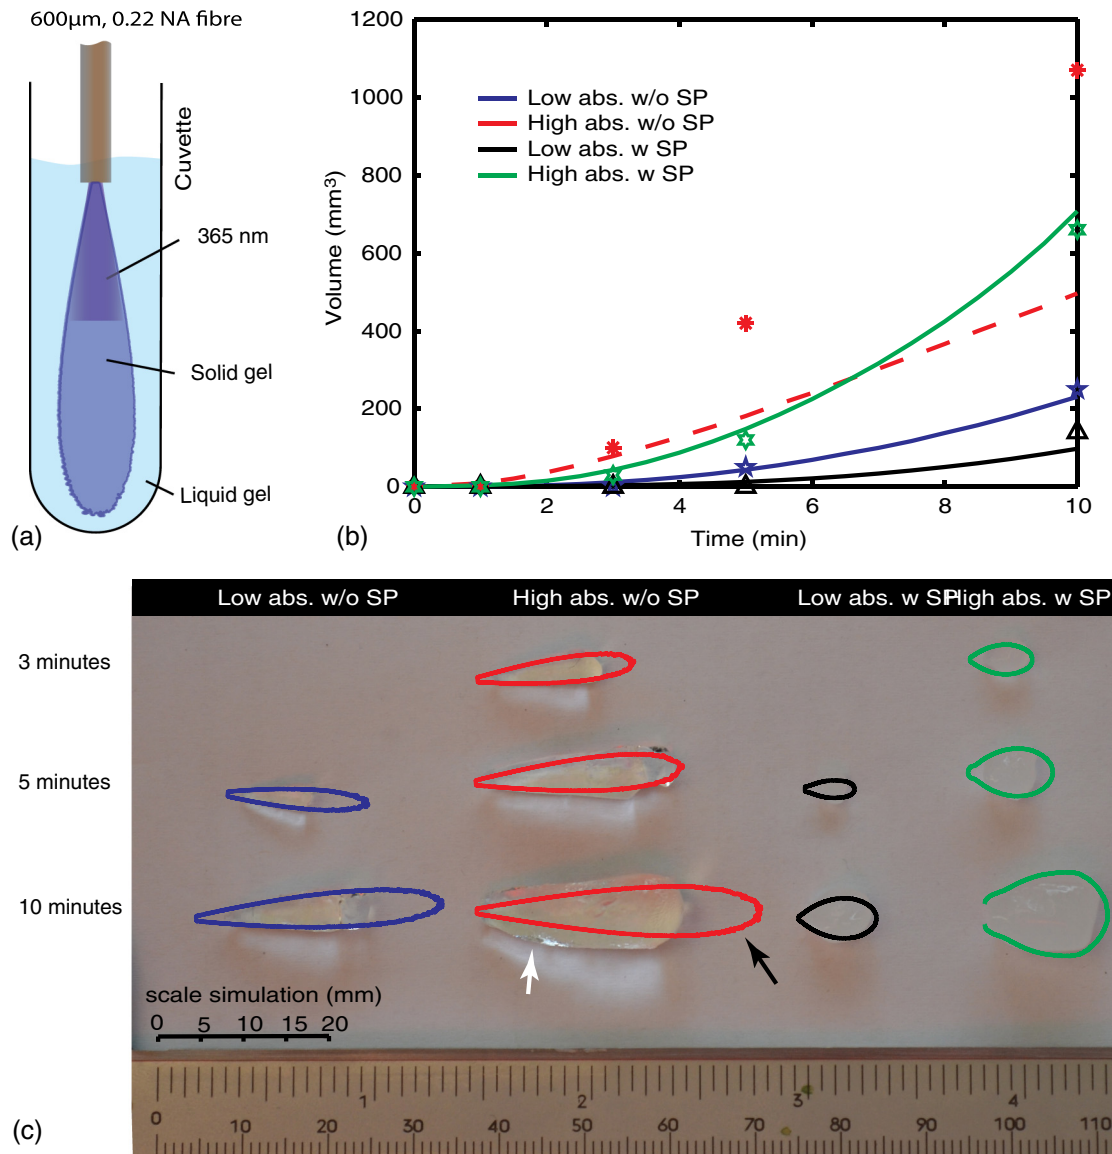 600µm, 0.22 NA fibre
Cuvette
365 nm
Solid gel
Liquid gel
(a)
1200
1000
800
600
400
200
0
Volume (mm³)
Low abs. w/o SP
High abs. w/o SP
Low abs. w SP
High abs. w SP
0 2 4 6 8 10
Time (min)
(b)
Low abs. w/o SP High abs. w/o SP Low abs. w SP High abs. w SP
3 minutes
5 minutes
10 minutes
scale simulation (mm)
0 5 10 15 20
1 2 3 4
0 10 20 30 40 50 60 70 80 90 100 110
(c)